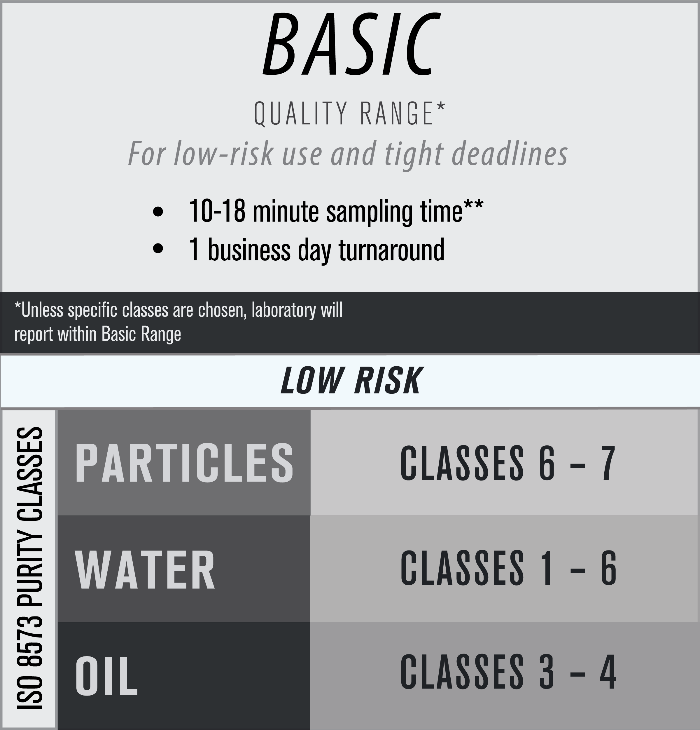 BASIC
QUALITY RANGE*
For low-risk use and tight deadlines
• 10-18 minute sampling time**
• 1 business day turnaround
*Unless specific classes are chosen, laboratory will
report within Basic Range
LOW RISK
ISO 8573 PURITY CLASSES
PARTICLES CLASSES 6 – 7
WATER CLASSES 1 – 6
OIL CLASSES 3 – 4